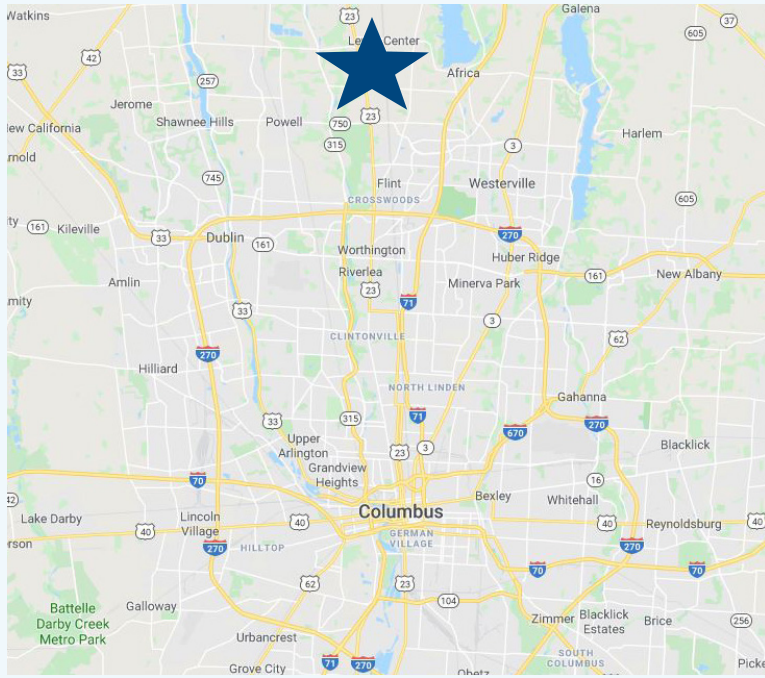 Watkins
23
Galena
37
605
42
33
Center
Africa
257
Jerome
Shawnee Hills
Powell
750
23
315
Harlem
3
745
Flint
Westerville
CROSSWOODS
605
161
Kileville
33
Dublin
161
270
Worthington
Huber Ridge
Riverlea
Amlin
23
Minerva Park
161
New Albany
71
33
3
62
CLINTONVILLE
270
Hilliard
NORTH LINDEN
Gahanna
315
71
33
270
670
Upper
Arlington
23
3
Blacklick
Grandview
Heights
70
16
Bexley
Whitehall
Lake Darby
Lincoln
Village
Columbus
40
40
40
Reynoldsburg
GERMAN
VILLAGE
270
HILLTOP
270
70
70
62
23
104
Battelle
Darby Creek
Metro Park
Galloway
Zimmer
Blacklick
Estates
Brice
256
Urbancrest
SOUTH
COLUMBUS
71
270
Grove City